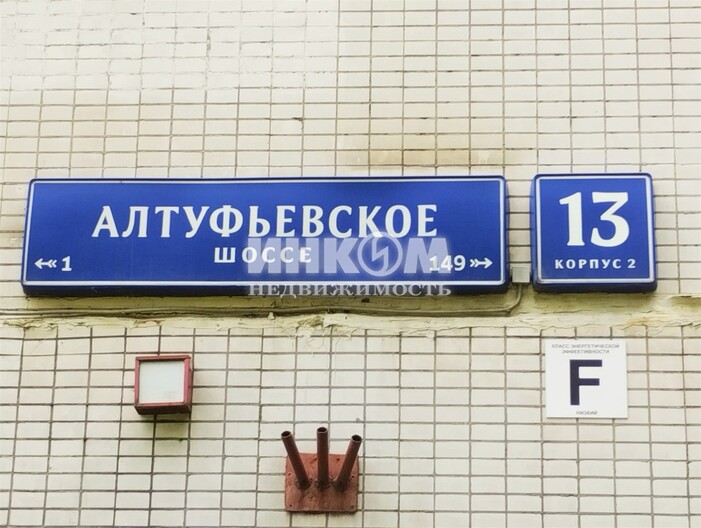 АЛТУФЬЕВСКОЕ
ШОССЕ
1
149
13
КОРПУС 2
ИНКОМ
НЕДВИЖИМОСТЬ
КЛАСС ЭНЕРГЕТИЧЕСКОЙ
ЭФФЕКТИВНОСТИ
F
НИЗКИЙ